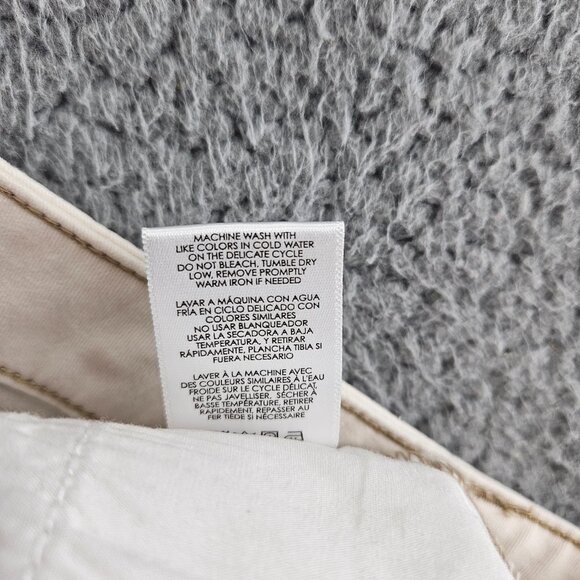 MACHINE WASH WITH
LIKE COLORS IN COLD WATER
ON THE DELICATE CYCLE
DO NOT BLEACH, TUMBLE DRY
LOW, REMOVE PROMPTLY
WARM IRON IF NEEDED
LAVAR A MÁQUINA CON AGUA
FRÍA EN CICLO DELICADO CON
COLORES SIMILARES
NO USAR BLANQUEADOR
USAR LA SECADORA A BAJA
TEMPERATURA, Y RETIRAR
RÁPIDAMENTE, PLANCHA TIBIA SI
FUERA NECESARIO
LAVER À LA MACHINE AVEC
DES COULEURS SIMILAIRES À L'EAU
FROIDE SUR LE CYCLE DÉLICAT,
NE PAS JAVELLISER, SÉCHER À
BASSE TEMPÉRATURE, RETIRER
RAPIDEMENT, REPASSER AU
FER TIÈDE SI NÉCESSAIRE